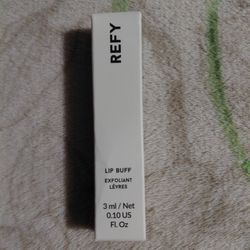 REFY
LIP BUFF
EXFOLIANT
LÈVRES
3 ml / Net
0.10 US
Fl. Oz